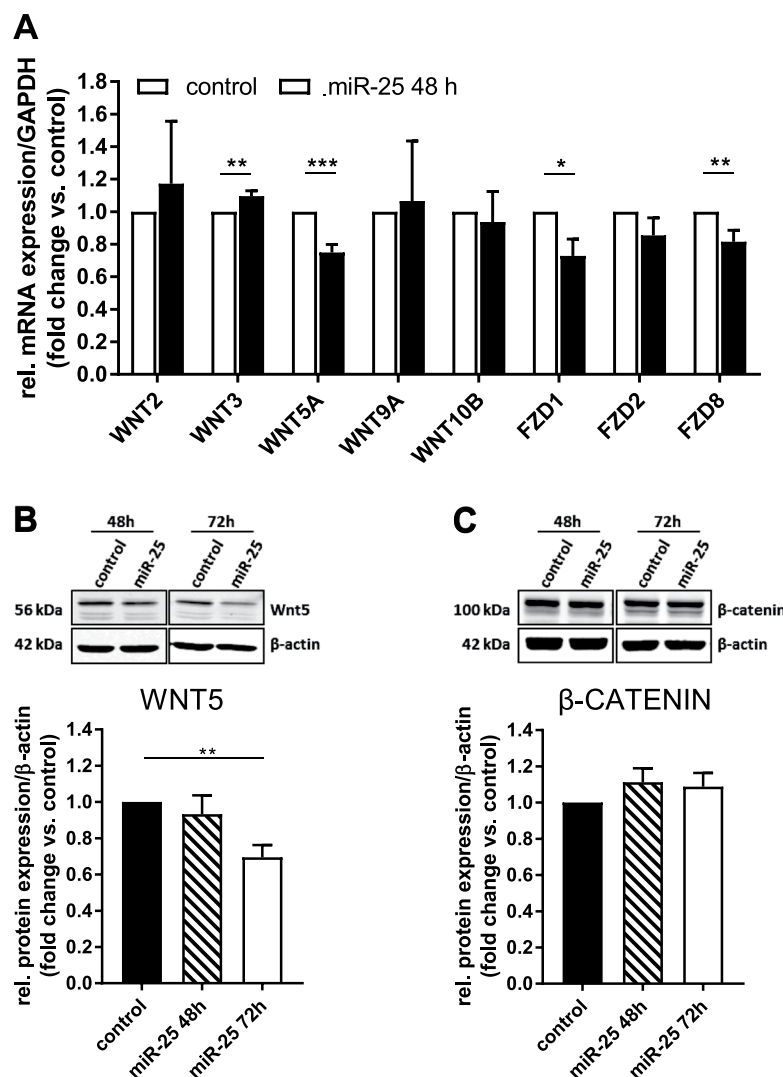 A
rel. mRNA expression/GAPDH
(fold change vs. control)
control .miR-25 48 h
1.8
1.6
1.4
1.2
1.0
0.8
0.6
0.4
0.2
0.0
** *** * **
WNT2 WNT3 WNT5A WNT9A WNT10B FZD1 FZD2 FZD8
B
48h 72h
control miR-25 control miR-25
56 kDa Wnt5
42 kDa β-actin
WNT5
rel. protein expression/β-actin
(fold change vs. control)
1.4
1.2
1.0
0.8
0.6
0.4
0.2
0.0
**
control miR-25 48h miR-25 72h
C
48h 72h
control miR-25 control miR-25
100 kDa β-catenin
42 kDa β-actin
β-CATENIN
rel. protein expression/β-actin
(fold change vs. control)
1.4
1.2
1.0
0.8
0.6
0.4
0.2
0.0
control miR-25 48h miR-25 72h